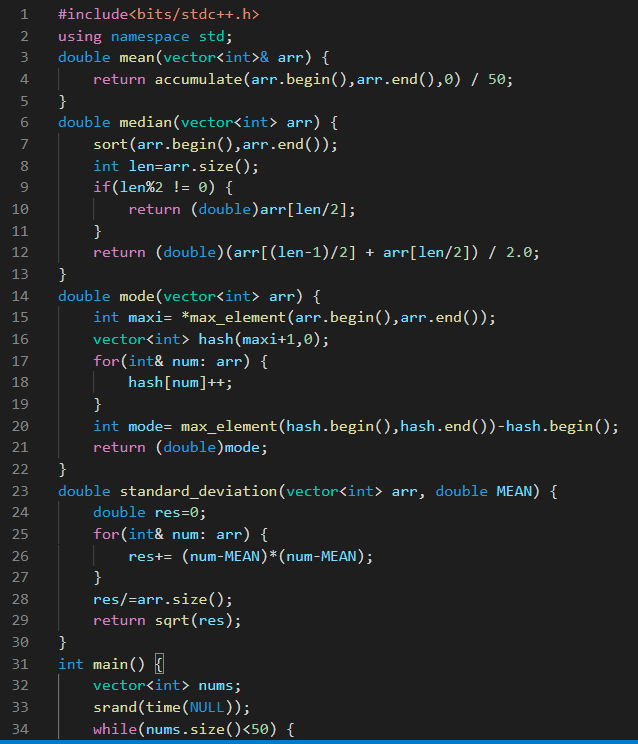 1 #include<bits/stdc++.h>
2 using namespace std;
3 double mean(vector<int>& arr) {
4 return accumulate(arr.begin(),arr.end(),0) / 50;
5 }
6 double median(vector<int> arr) {
7 sort(arr.begin(),arr.end());
8 int len=arr.size();
9 if(len%2 != 0) {
10 return (double)arr[len/2];
11 }
12 return (double)(arr[(len-1)/2] + arr[len/2]) / 2.0;
13 }
14 double mode(vector<int> arr) {
15 int maxi= *max_element(arr.begin(),arr.end());
16 vector<int> hash(maxi+1,0);
17 for(int& num: arr) {
18 hash[num]++;
19 }
20 int mode= max_element(hash.begin(),hash.end())-hash.begin();
21 return (double)mode;
22 }
23 double standard_deviation(vector<int> arr, double MEAN) {
24 double res=0;
25 for(int& num: arr) {
26 res+= (num-MEAN)*(num-MEAN);
27 }
28 res/=arr.size();
29 return sqrt(res);
30 }
31 int main() {
32 vector<int> nums;
33 srand(time(NULL));
34 while(nums.size()<50) {